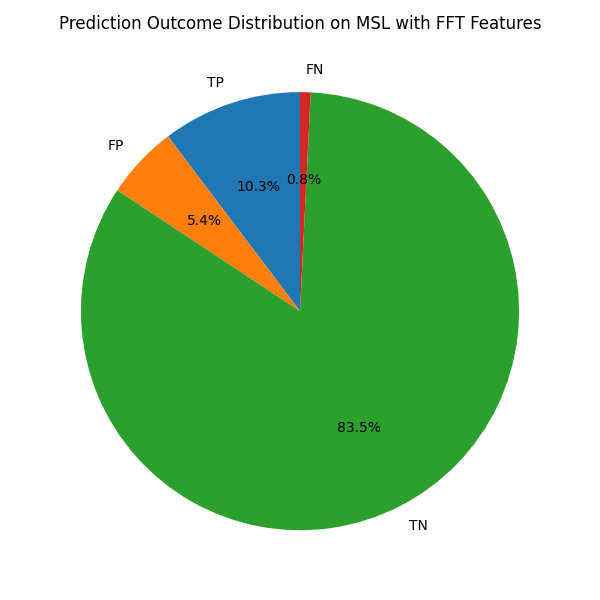 Prediction Outcome Distribution on MSL with FFT Features
FN
TP
FP
10.3%
0.8%
5.4%
83.5%
TN